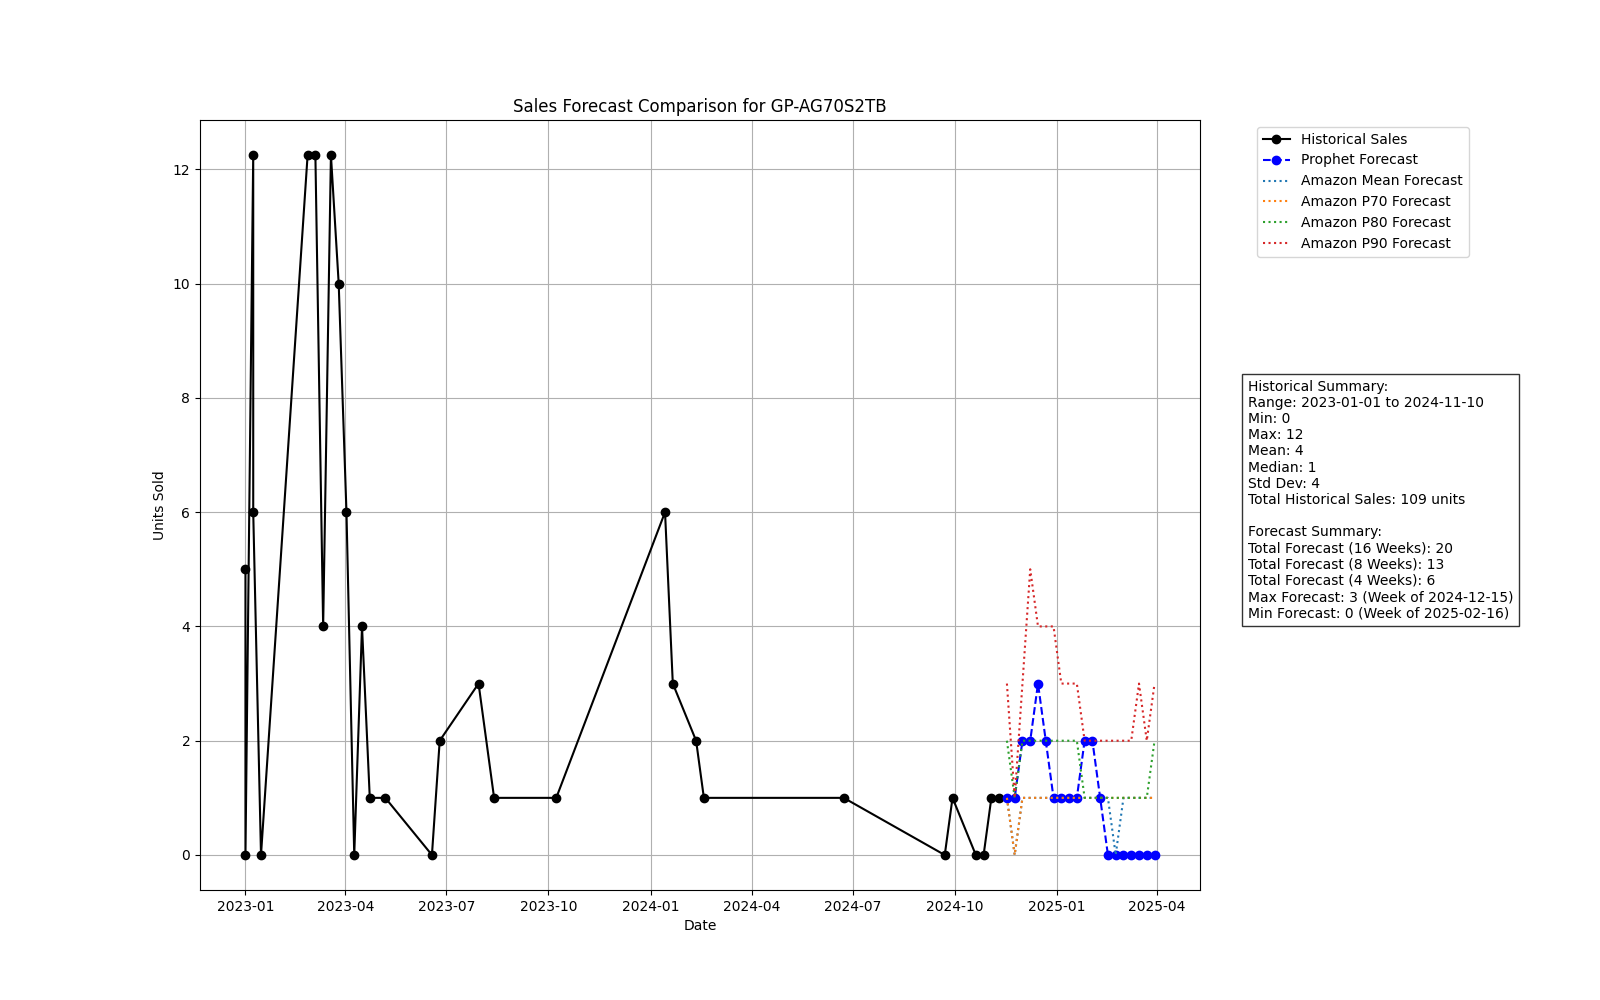 Sales Forecast Comparison for GP-AG70S2TB
Historical Sales
Prophet Forecast
Amazon Mean Forecast
Amazon P70 Forecast
Amazon P80 Forecast
Amazon P90 Forecast
12
10
8
6
4
2
0
Units Sold
2023-01
2023-04
2023-07
2023-10
2024-01
2024-04
2024-07
2024-10
2025-01
2025-04
Date
Historical Summary:
Range: 2023-01-01 to 2024-11-10
Min: 0
Max: 12
Mean: 4
Median: 1
Std Dev: 4
Total Historical Sales: 109 units
Forecast Summary:
Total Forecast (16 Weeks): 20
Total Forecast (8 Weeks): 13
Total Forecast (4 Weeks): 6
Max Forecast: 3 (Week of 2024-12-15)
Min Forecast: 0 (Week of 2025-02-16)